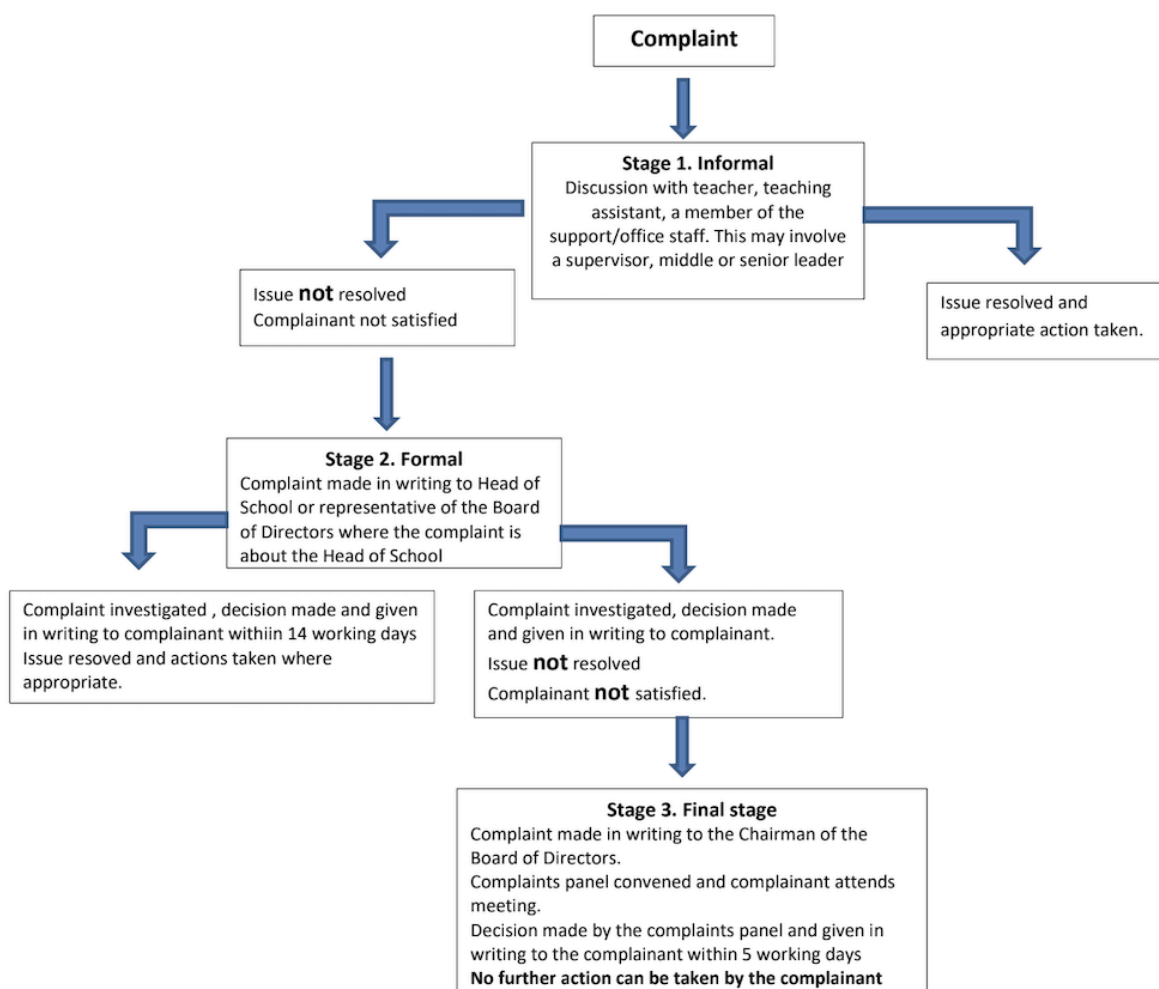 Complaint
Stage 1. Informal
Discussion with teacher, teaching
assistant, a member of the
support/office staff. This may involve
a supervisor, middle or senior leader
Issue not resolved
Complainant not satisfied
Issue resolved and
appropriate action taken.
Stage 2. Formal
Complaint made in writing to Head of
School or representative of the Board
of Directors where the complaint is
about the Head of School
Complaint investigated , decision made and given
in writing to complainant withiin 14 working days
Issue resoved and actions taken where
appropriate.
Complaint investigated, decision made
and given in writing to complainant.
Issue not resolved
Complainant not satisfied.
Stage 3. Final stage
Complaint made in writing to the Chairman of the
Board of Directors.
Complaints panel convened and complainant attends
meeting.
Decision made by the complaints panel and given in
writing to the complainant within 5 working days
No further action can be taken by the complainant